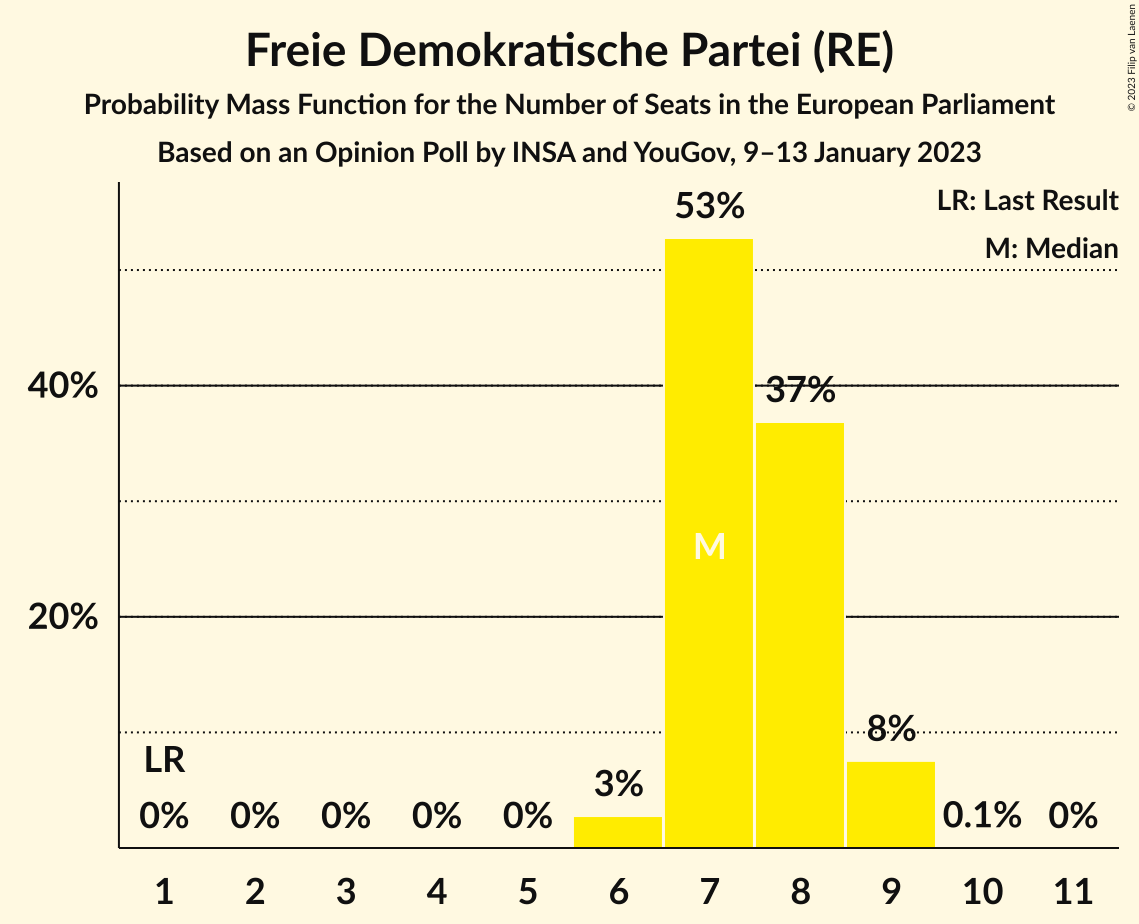 Freie Demokratische Partei (RE)
Probability Mass Function for the Number of Seats in the European Parliament
Based on an Opinion Poll by INSA and YouGov, 9–13 January 2023
© 2023 Filip van Laenen
LR: Last Result
M: Median
53%
40%
37%
M
20%
8%
LR
3%
0% 0% 0% 0% 0% 0.1% 0%
1 2 3 4 5 6 7 8 9 10 11